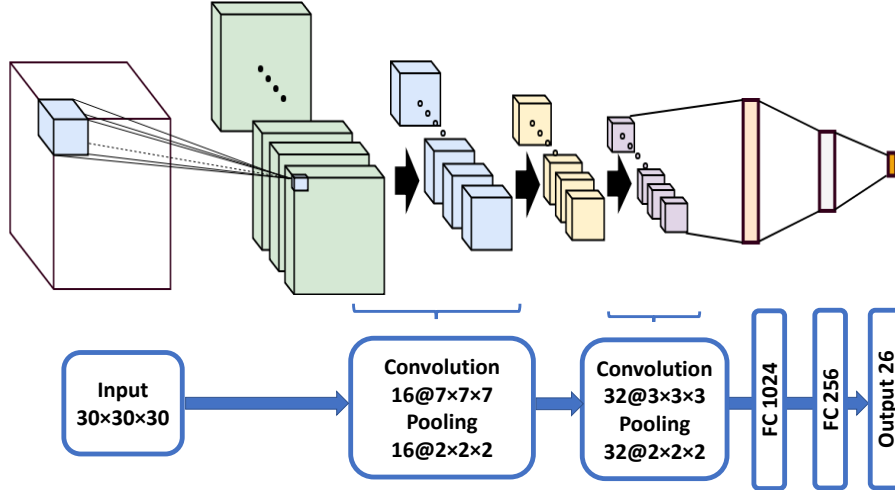 Input
30×30×30
Convolution
16@7×7×7
Pooling
16@2×2×2
Convolution
32@3×3×3
Pooling
32@2×2×2
FC 1024
FC 256
Output 26